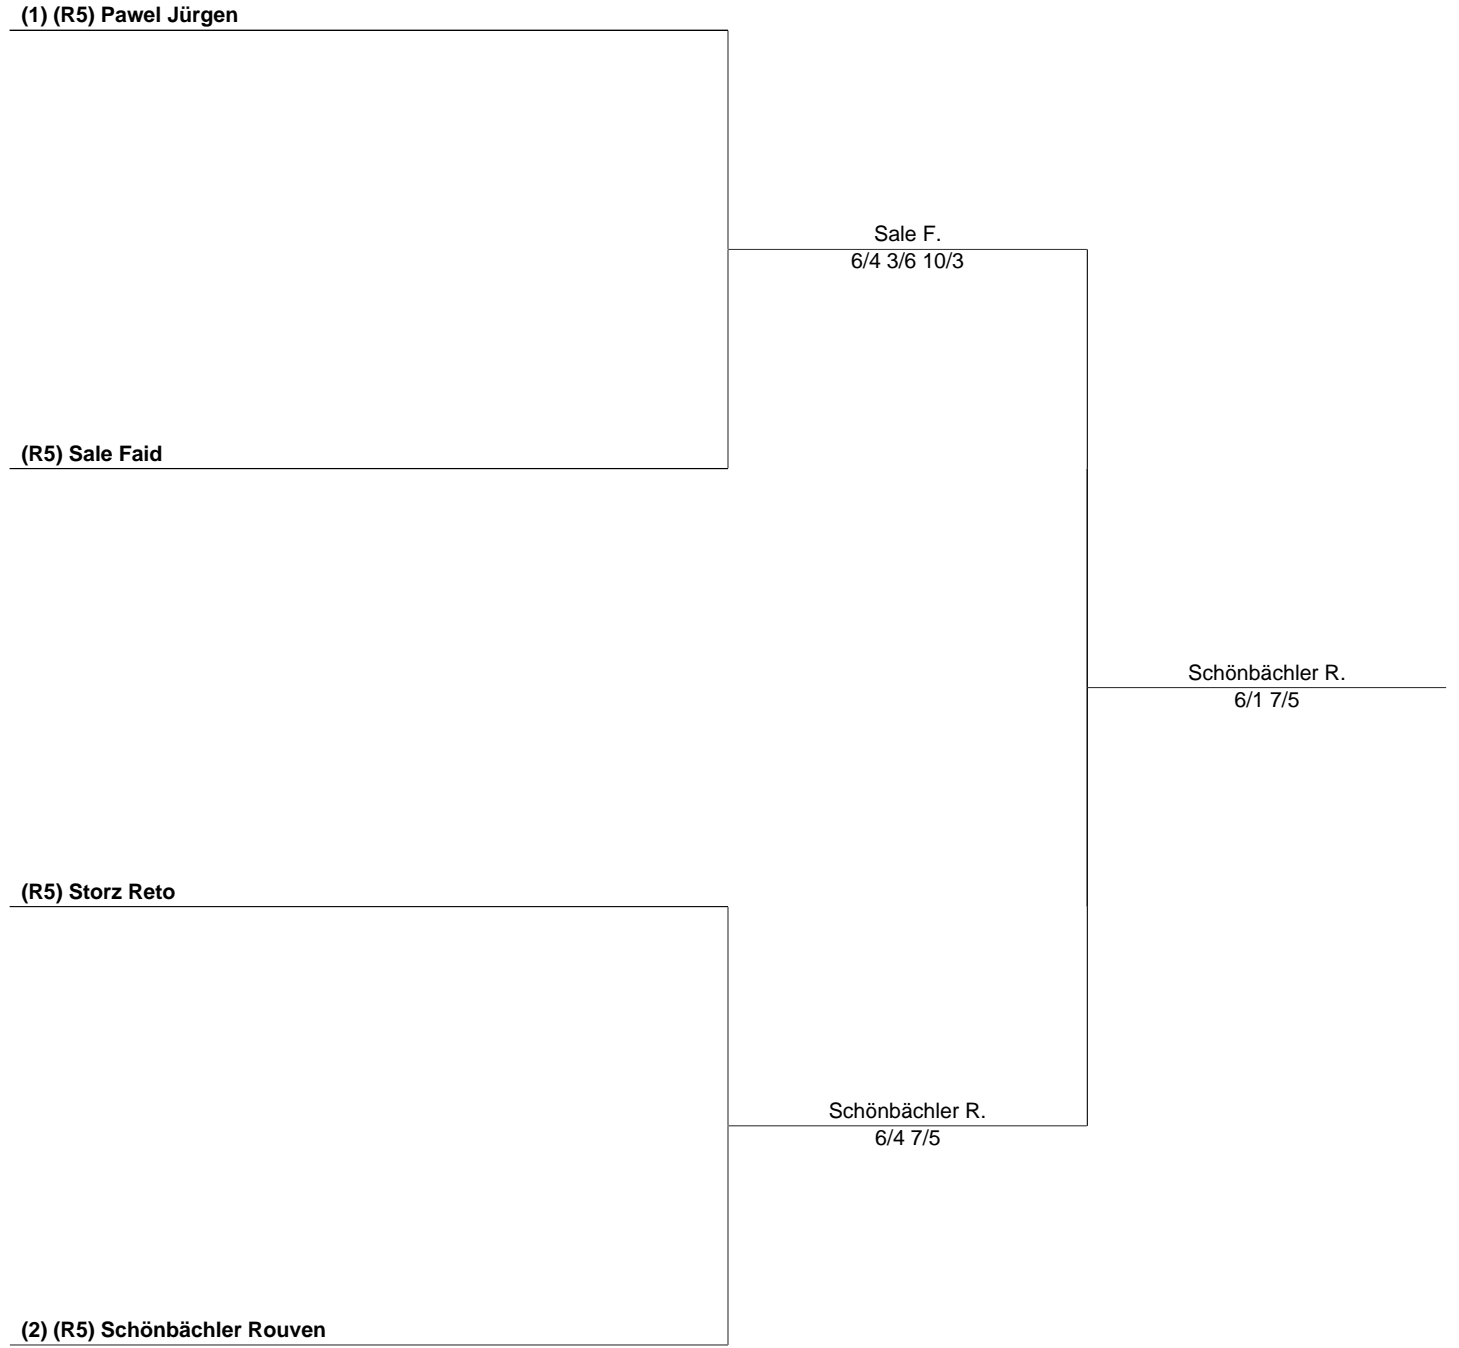 (1) (R5) Pawel Jürgen
Sale F.
6/4 3/6 10/3
(R5) Sale Faid
Schönbächler R.
6/1 7/5
(R5) Storz Reto
Schönbächler R.
6/4 7/5
(2) (R5) Schönbächler Rouven